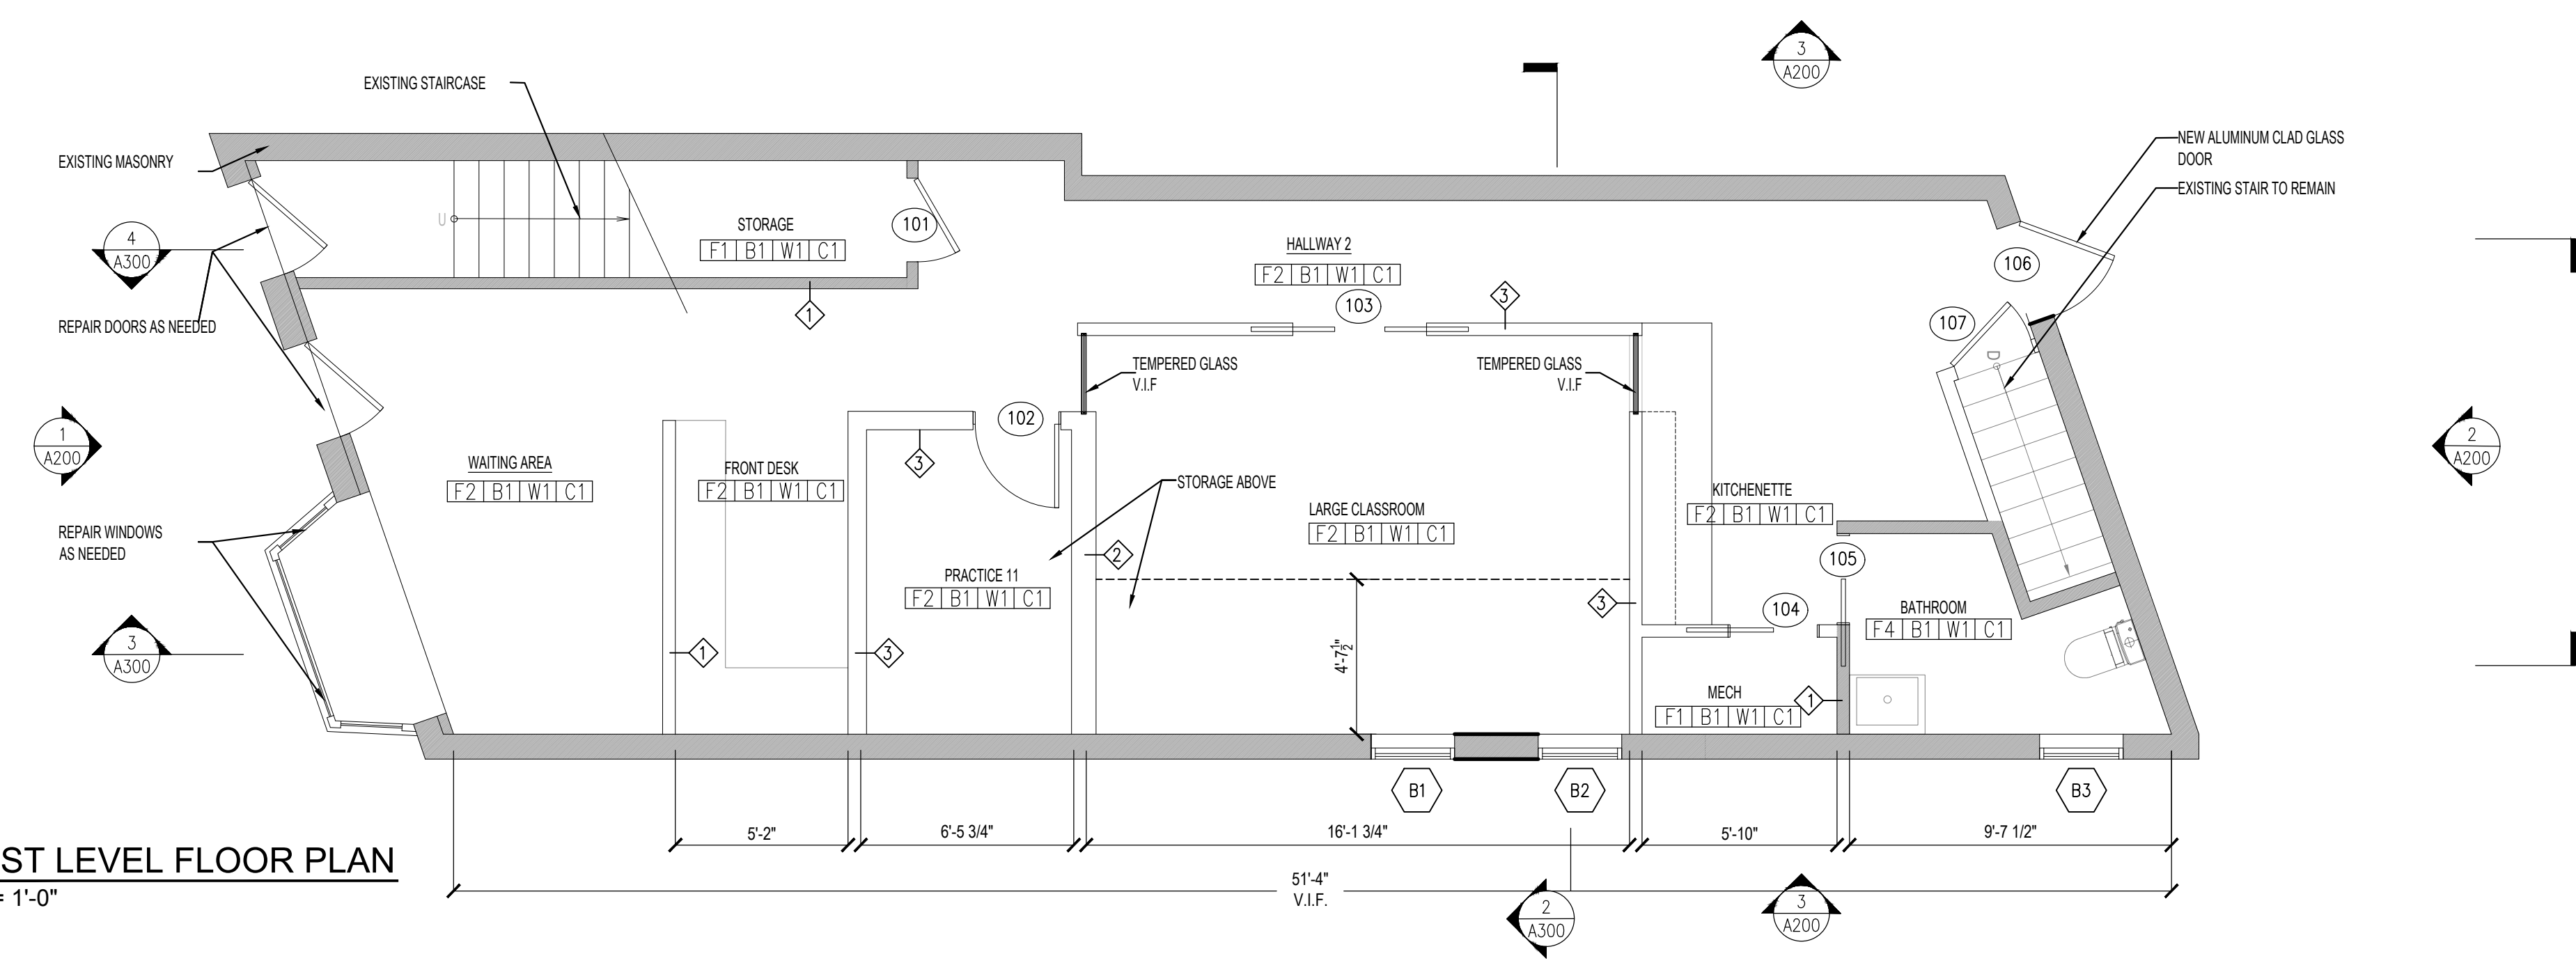 3
A200
EXISTING STAIRCASE
EXISTING MASONRY
NEW ALUMINUM CLAD GLASS
DOOR
EXISTING STAIR TO REMAIN
U
STORAGE
F1 B1 W1 C1
101
4
A300
HALLWAY 2
F2 B1 W1 C1
103
3
106
1
REPAIR DOORS AS NEEDED
107
D
TEMPERED GLASS
V.I.F
TEMPERED GLASS
V.I.F
102
1
A200
2
A200
3
WAITING AREA
F2 B1 W1 C1
FRONT DESK
F2 B1 W1 C1
STORAGE ABOVE
LARGE CLASSROOM
F2 B1 W1 C1
KITCHENETTE
F2 B1 W1 C1
REPAIR WINDOWS
AS NEEDED
2
105
PRACTICE 11
F2 B1 W1 C1
3
104
BATHROOM
F4 B1 W1 C1
3
A300
1
3
4'-7 1/2"
MECH
F1 B1 W1 C1
1
B1
B2
B3
5'-2"
6'-5 3/4"
16'-1 3/4"
5'-10"
9'-7 1/2"
ST LEVEL FLOOR PLAN
= 1'-0"
51'-4"
V.I.F.
2
A300
3
A200